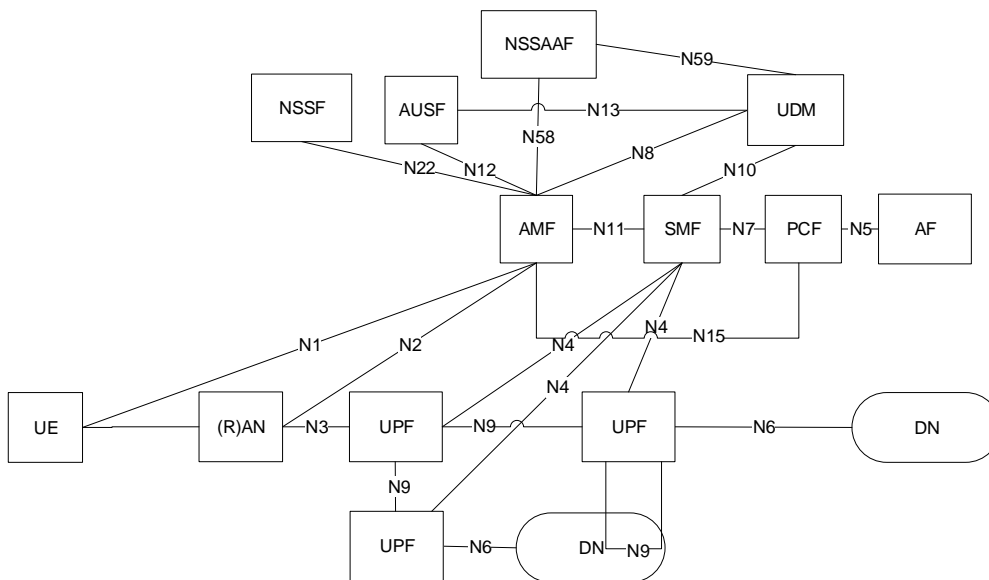 NSSAAF
N59
NSSF
AUSF
N13
UDM
N58
N8
N22
N12
N10
AMF
N11
SMF
N7
PCF
N5
AF
N1
N2
N4
N4
N15
N4
UE
(R)AN
N3
UPF
N9
UPF
N6
DN
N9
UPF
N6
DN
N9